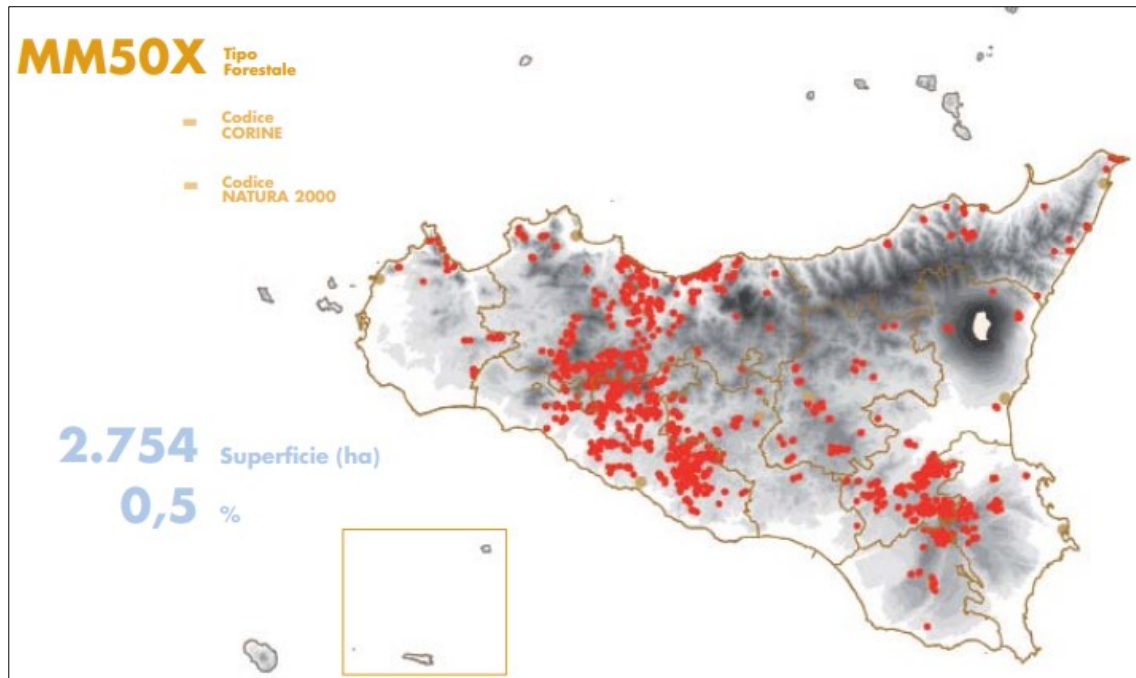 MM50X Tipo
Forestale
- Codice
CORINE
- Codice
NATURA 2000
2.754 Superficie (ha)
0,5 %